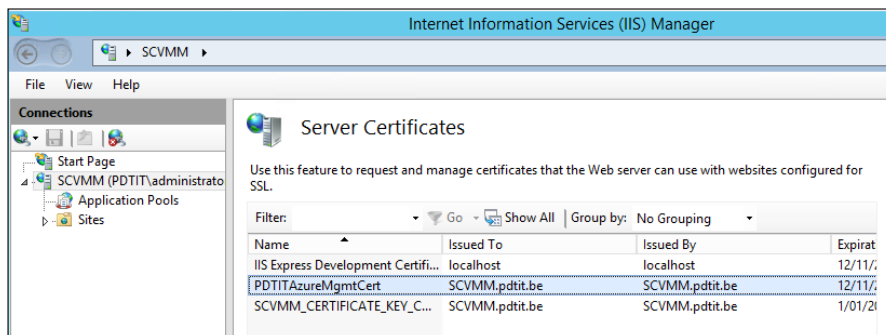 Internet Information Services (IIS) Manager
SCVMM
File View Help
Connections
Start Page
SCVMM (PDTIT\administrato
Application Pools
Sites
Server Certificates
Use this feature to request and manage certificates that the Web server can use with websites configured for
SSL.
Filter: Go Show All Group by: No Grouping
Name Issued To Issued By Expirat
IIS Express Development Certifi... localhost localhost 12/11/2
PDTITAzureMgmtCert SCVMM.pdtit.be SCVMM.pdtit.be 12/11/2
SCVMM_CERTIFICATE_KEY_C... SCVMM.pdtit.be SCVMM.pdtit.be 1/01/20